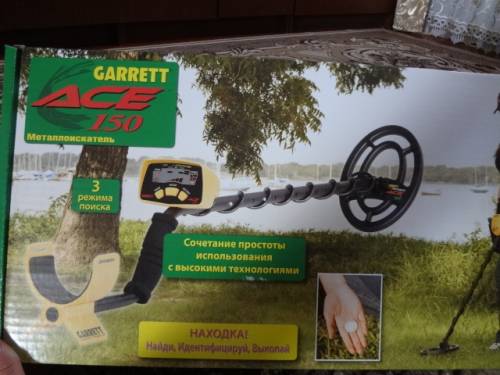 GARRETT
ACE
150
Металлоискатель
3
режима
поиска
Сочетание простоты
использования
с высокими технологиями
GARRETT
НАХОДКА!
Найди, Идентифицируй, Выкопай